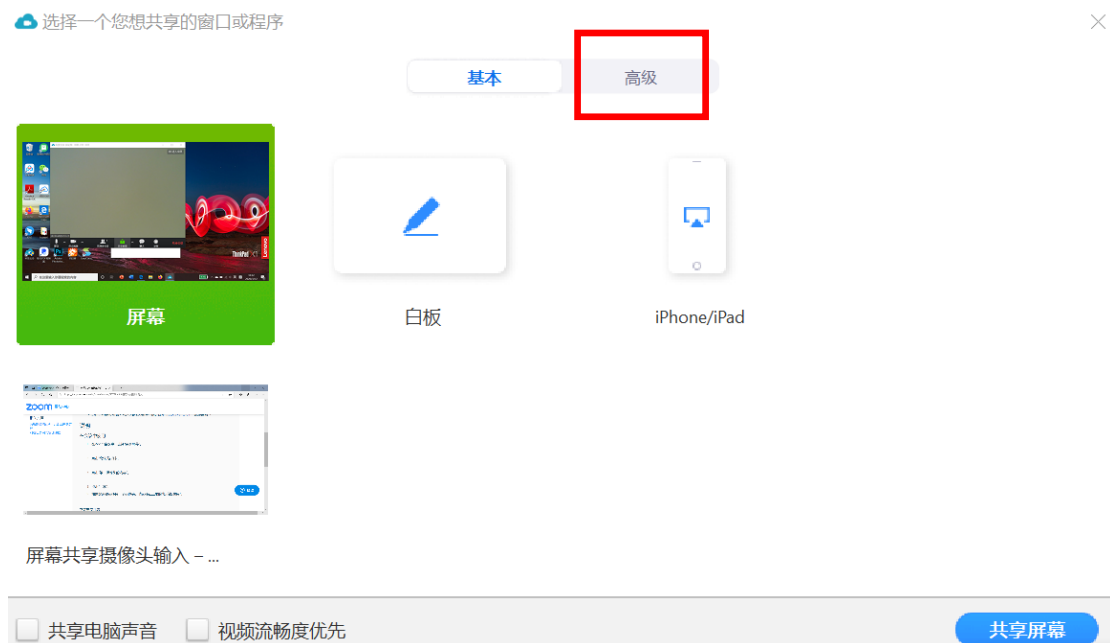 选择一个您想共享的窗口或程序
基本
高级
屏幕
白板
iPhone/iPad
zoom
屏幕共享摄像头输入 – ...
共享电脑声音
视频流畅度优先
共享屏幕